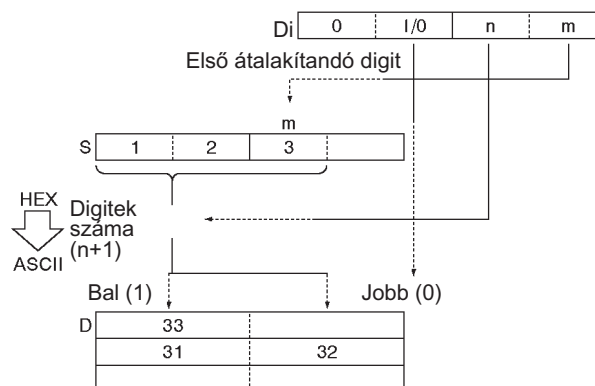 Di 0 1/0 n m
Első átalakítandó digit
m
S 1 2 3
HEX
Digitek
száma
(n+1)
ASCII
Bal (1) Jobb (0)
D 33
31 32